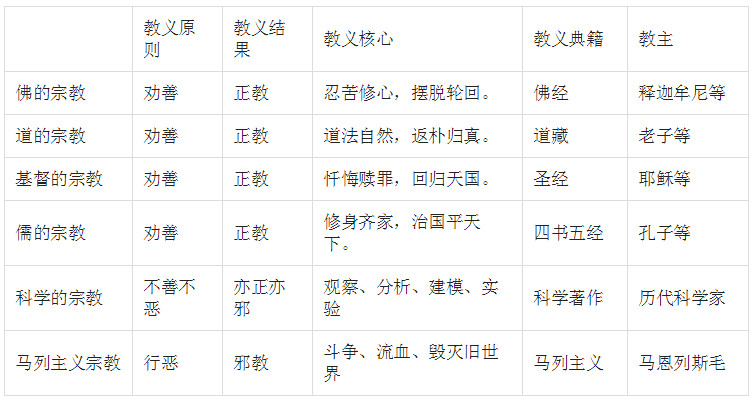 教义原则 教义结果 教义核心 教义典籍 教主
佛的宗教 劝善 正教 忍苦修心，摆脱轮回。 佛经 释迦牟尼等
道的宗教 劝善 正教 道法自然，返朴归真。 道藏 老子等
基督的宗教 劝善 正教 忏悔赎罪，回归天国。 圣经 耶稣等
儒的宗教 劝善 正教 修身齐家，治国平天下。 四书五经 孔子等
科学的宗教 不善不恶 亦正亦邪 观察、分析、建模、实验 科学著作 历代科学家
马列主义宗教 行恶 邪教 斗争、流血、毁灭旧世界 马列主义 马恩列斯毛